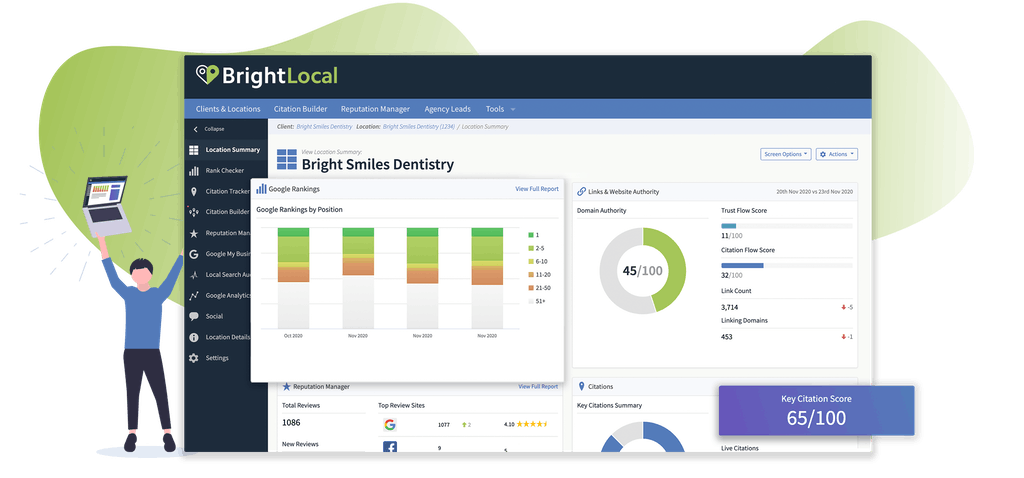 BrightLocal
Clients & Locations Citation Builder Reputation Manager Agency Leads Tools
Collapse
Client: Bright Smiles Dentistry Location: Bright Smiles Dentistry (1234) / Location Summary
Location Summary
Rank Checker
Citation Tracker
Citation Builder
Reputation Man
Google My Busin
Local Search Au
Google Analytics
Social
Location Details
Settings
View Location Summary:
Bright Smiles Dentistry
Screen Options
Actions
Google Rankings View Full Report
Google Rankings by Position
1
2-5
6-10
11-20
21-50
51+
Oct 2020 Nov 2020 Nov 2020 Nov 2020
Links & Website Authority 20th Nov 2020 vs 23rd Nov 2020
Domain Authority
45/100
Trust Flow Score
11/100
Citation Flow Score
32/100
Link Count
3,714 -5
Linking Domains
453 -1
Reputation Manager View Full Report
Total Reviews Top Review Sites
1086
1077 2 4.10
New Reviews
9 5
Citations
Key Citations Summary
Key Citation Score
65/100
Live Citations